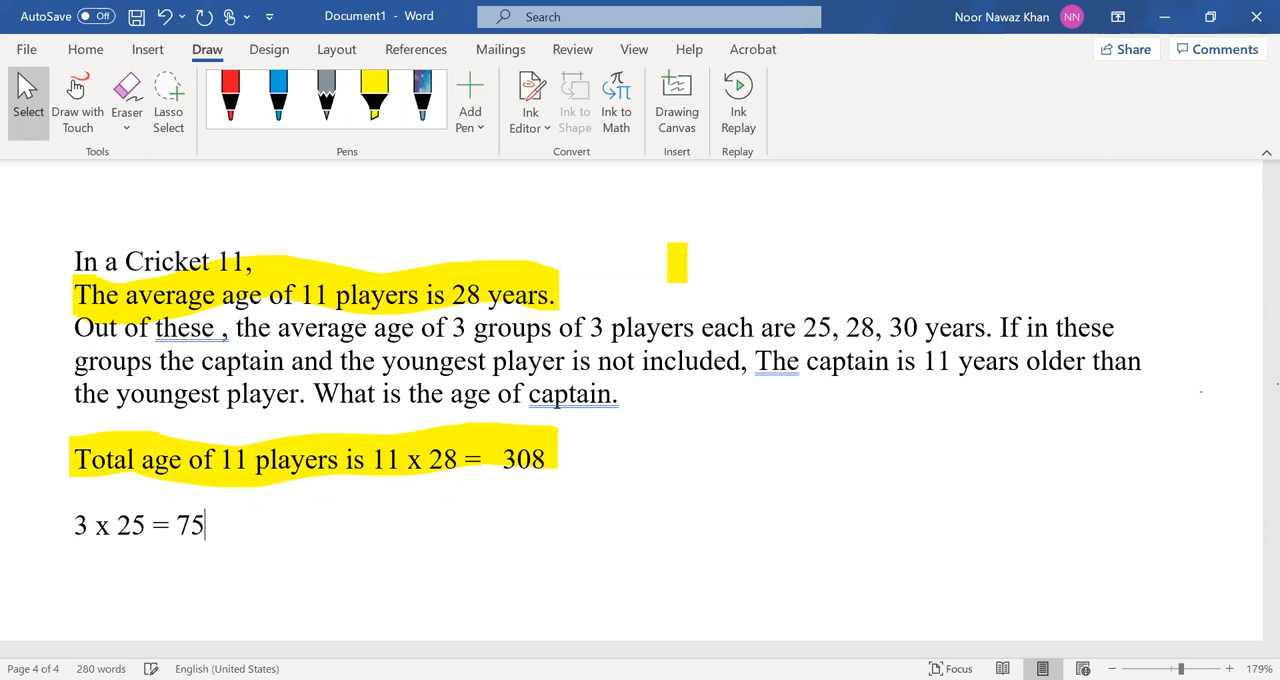 AutoSave Off Document1 - Word Search Noor Nawaz Khan NN
File Home Insert Draw Design Layout References Mailings Review View Help Acrobat Share Comments
Select Draw with Touch Eraser Lasso Select Add Pen Ink Editor Ink to Shape Ink to Math Drawing Canvas Ink Replay
Tools Pens Convert Insert Replay
In a Cricket 11,
The average age of 11 players is 28 years.
Out of these , the average age of 3 groups of 3 players each are 25, 28, 30 years. If in these
groups the captain and the youngest player is not included, The captain is 11 years older than
the youngest player. What is the age of captain.
Total age of 11 players is 11 x 28 = 308
3 x 25 = 75
Page 4 of 4 280 words English (United States) Focus 179%